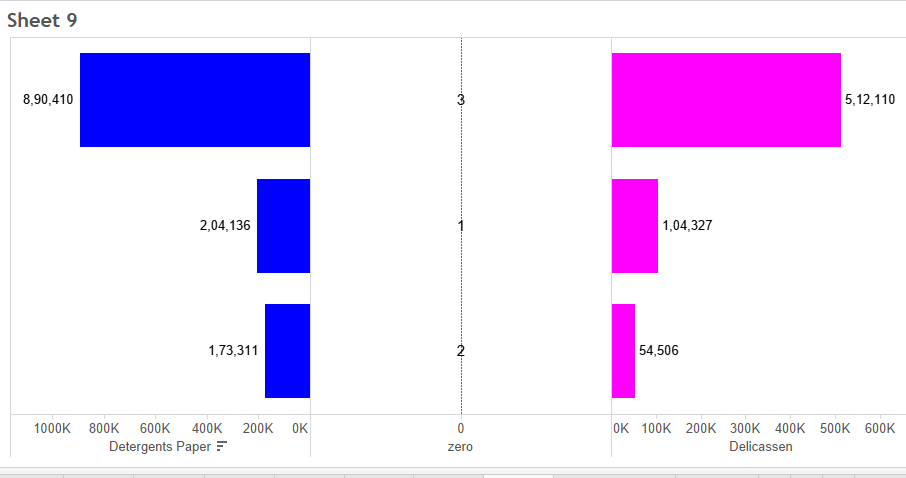 Sheet 9
8,90,410 3 5,12,110
2,04,136 1 1,04,327
1,73,311 2 54,506
1000K 800K 600K 400K 200K 0K 0 0K 100K 200K 300K 400K 500K 600K
Detergents Paper zero Delicassen